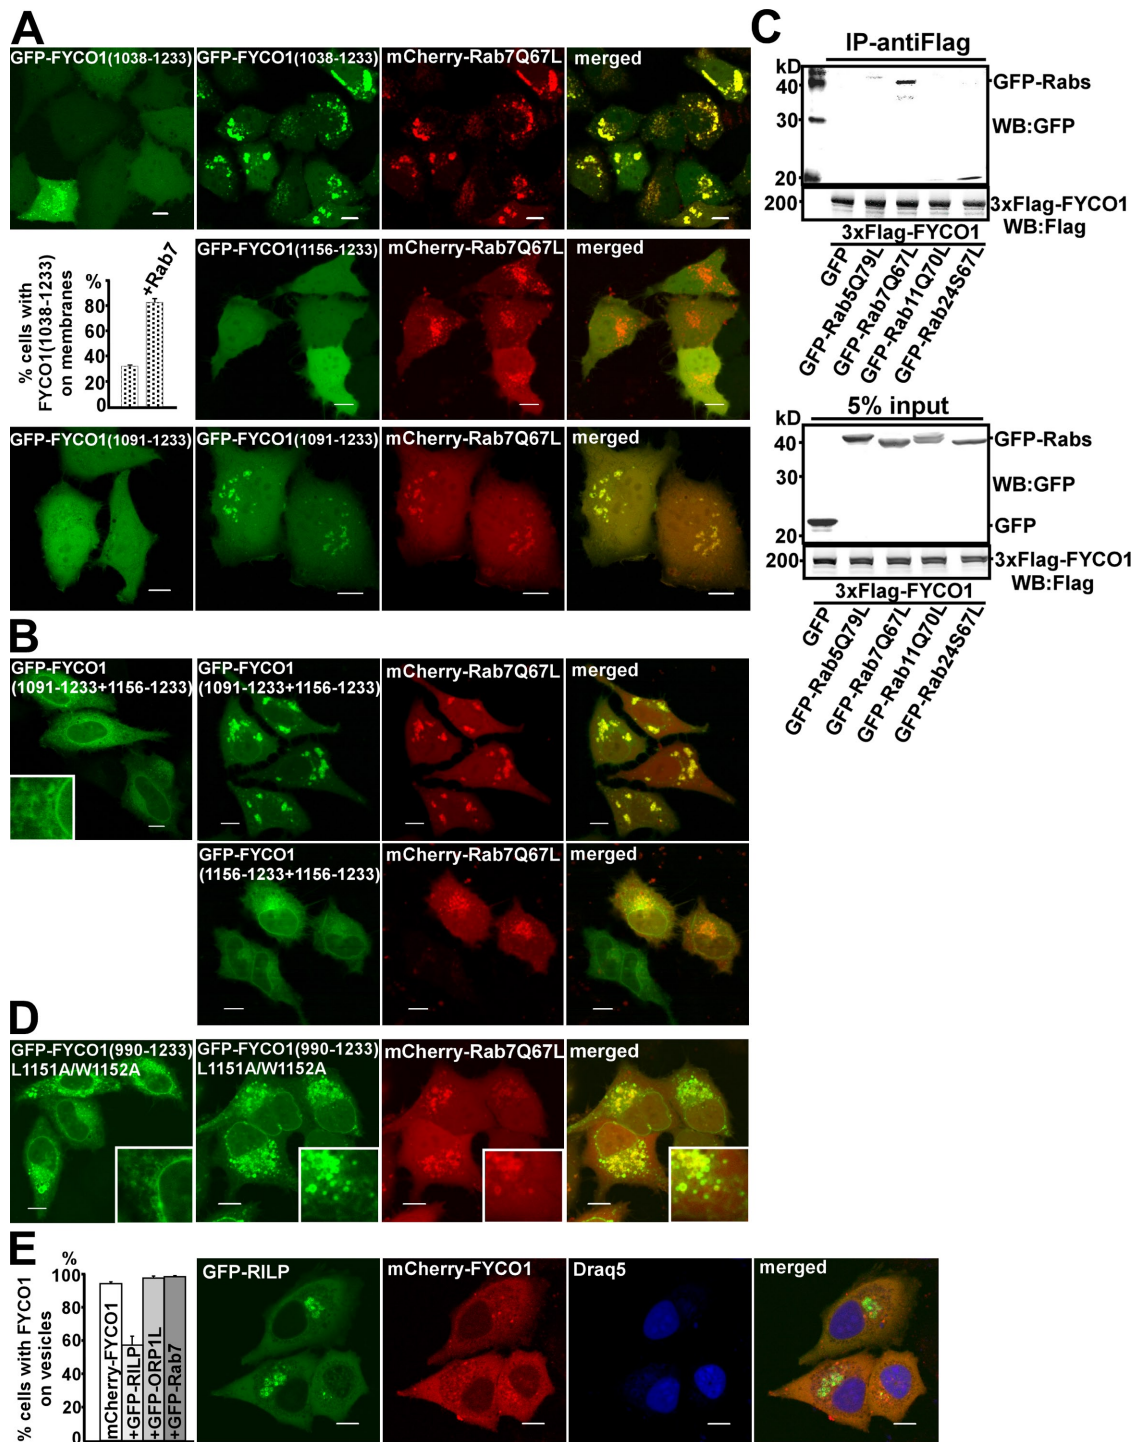 A
GFP-FYCO1(1038-1233)
GFP-FYCO1(1038-1233)
mCherry-Rab7Q67L
merged
% cells with
FYCO1(1038-1233)
on membranes
%
80
60
40
20
0
+Rab7
GFP-FYCO1(1156-1233)
mCherry-Rab7Q67L
merged
GFP-FYCO1(1091-1233)
GFP-FYCO1(1091-1233)
mCherry-Rab7Q67L
merged
B
GFP-FYCO1
(1091-1233+1156-1233)
GFP-FYCO1
(1091-1233+1156-1233)
mCherry-Rab7Q67L
merged
GFP-FYCO1
(1156-1233+1156-1233)
mCherry-Rab7Q67L
merged
C
IP-antiFlag
kD
40
30
20
200
GFP-Rabs
WB:GFP
3xFlag-FYCO1
WB:Flag
3xFlag-FYCO1
GFP
GFP-Rab5Q79L
GFP-Rab7Q67L
GFP-Rab11Q70L
GFP-Rab24S67L
5% input
kD
40
30
20
200
GFP-Rabs
WB:GFP
GFP
3xFlag-FYCO1
WB:Flag
3xFlag-FYCO1
GFP
GFP-Rab5Q79L
GFP-Rab7Q67L
GFP-Rab11Q70L
GFP-Rab24S67L
D
GFP-FYCO1(990-1233)
L1151A/W1152A
GFP-FYCO1(990-1233)
L1151A/W1152A
mCherry-Rab7Q67L
merged
E
% cells with FYCO1
on vesicles
%
100
80
60
40
20
0
mCherry-FYCO1
+GFP-RILP
+GFP-ORP1L
+GFP-Rab7
GFP-RILP
mCherry-FYCO1
Draq5
merged